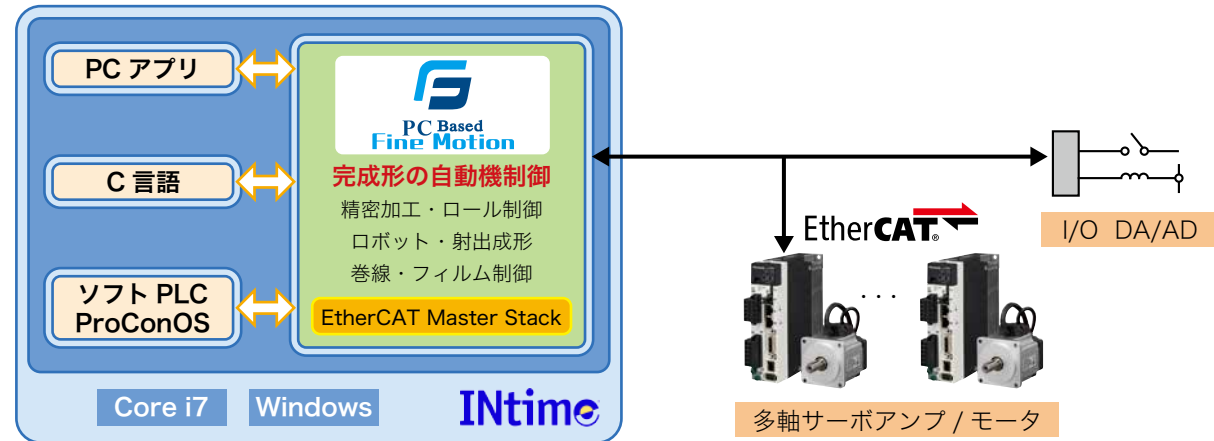 PC アプリ
C 言語
ソフト PLC
ProConOS
PC Based
Fine Motion
完成形の自動機制御
精密加工・ロール制御
ロボット・射出成形
巻線・フィルム制御
EtherCAT Master Stack
Core i7
Windows
INtime
EtherCAT®
I/O DA/AD
...
多軸サーボアンプ / モータ